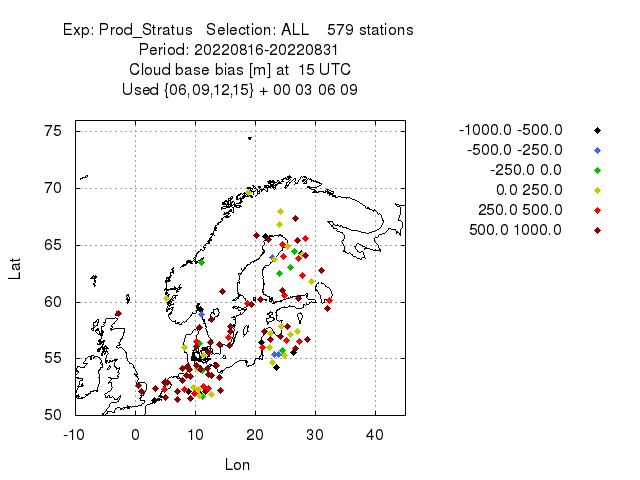 Exp: Prod_Stratus   Selection: ALL    579 stations
Period: 20220816-20220831
Cloud base bias [m] at  15 UTC
Used {06,09,12,15} + 00 03 06 09
75
70
65
60
55
50
-10 0 10 20 30 40
Lat
Lon
-1000.0 -500.0
-500.0 -250.0
-250.0 0.0
0.0 250.0
250.0 500.0
500.0 1000.0